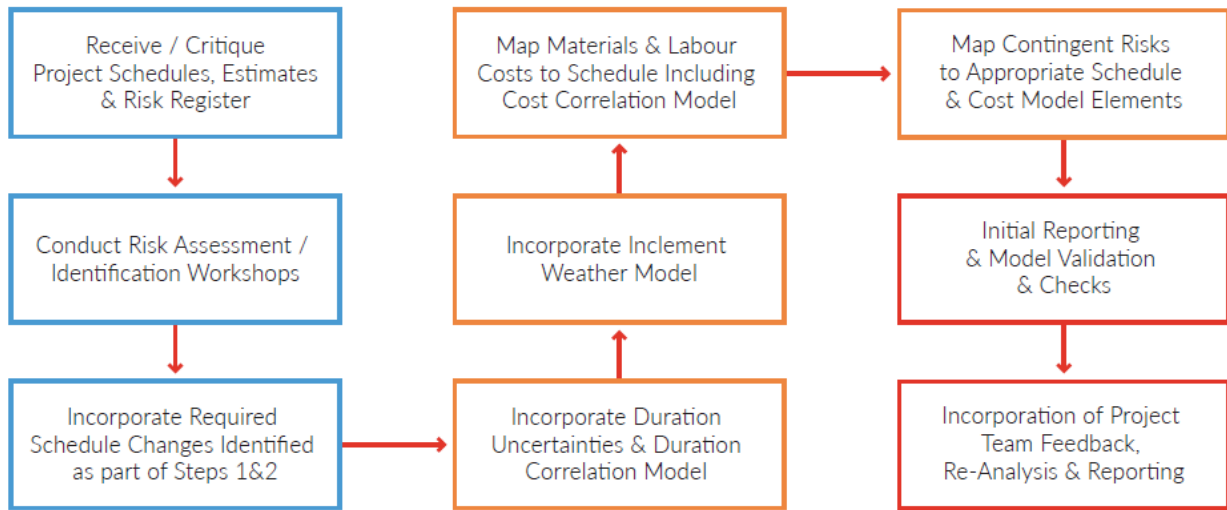 Receive / Critique
Project Schedules, Estimates
& Risk Register
Conduct Risk Assessment /
Identification Workshops
Incorporate Required
Schedule Changes Identified
as part of Steps 1&2
Incorporate Duration
Uncertainties & Duration
Correlation Model
Incorporate Inclement
Weather Model
Map Materials & Labour
Costs to Schedule Including
Cost Correlation Model
Map Contingent Risks
to Appropriate Schedule
& Cost Model Elements
Initial Reporting
& Model Validation
& Checks
Incorporation of Project
Team Feedback,
Re-Analysis & Reporting